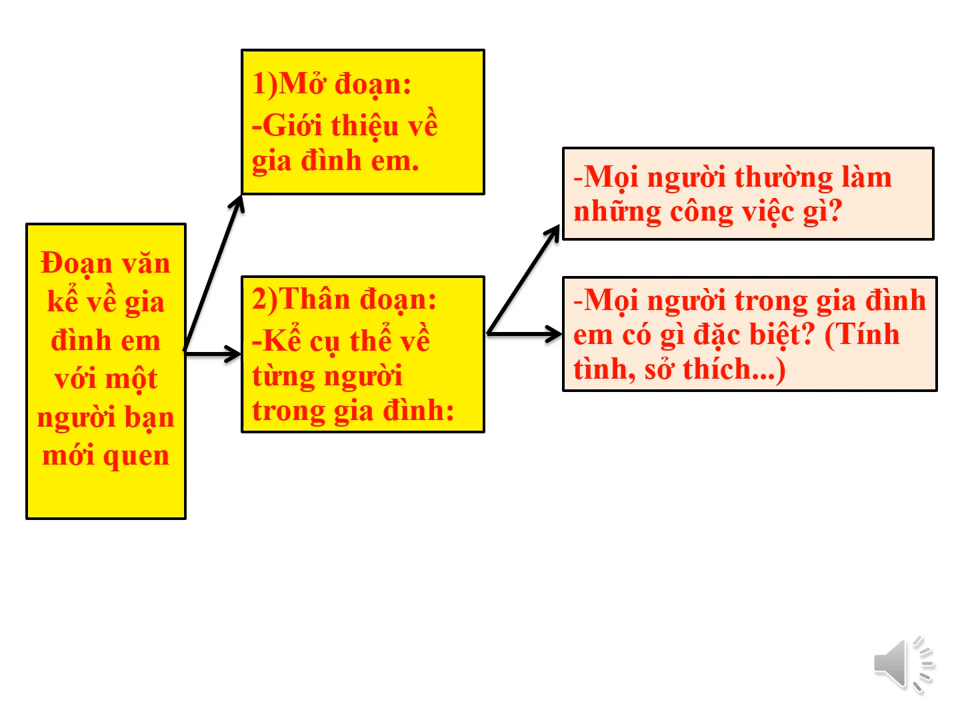 Đoạn văn
kể về gia
đình em
với một
người bạn
mới quen
1)Mở đoạn:
-Giới thiệu về
gia đình em.
2)Thân đoạn:
-Kể cụ thể về
từng người
trong gia đình:
-Mọi người thường làm
những công việc gì?
-Mọi người trong gia đình
em có gì đặc biệt? (Tính
tình, sở thích...)